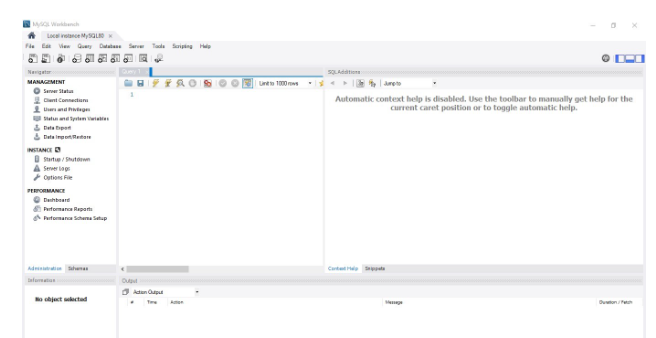 MySQL Workbench
Local instance MySQL80 ×
File Edit View Query Database Server Tools Scripting Help
Navigator
MANAGEMENT
Server Status
Client Connections
Users and Privileges
Status and System Variables
Data Export
Data Import/Restore
INSTANCE
Startup / Shutdown
Server Logs
Options File
PERFORMANCE
Dashboard
Performance Reports
Performance Schema Setup
Administration Schemas
Information
No object selected
Query 1
Limit to 1000 rows
1
SQL Additions
Jump to
Automatic context help is disabled. Use the toolbar to manually get help for the
current caret position or to toggle automatic help.
Context Help Snippets
Output
Action Output
# Time Action Message Duration / Fetch